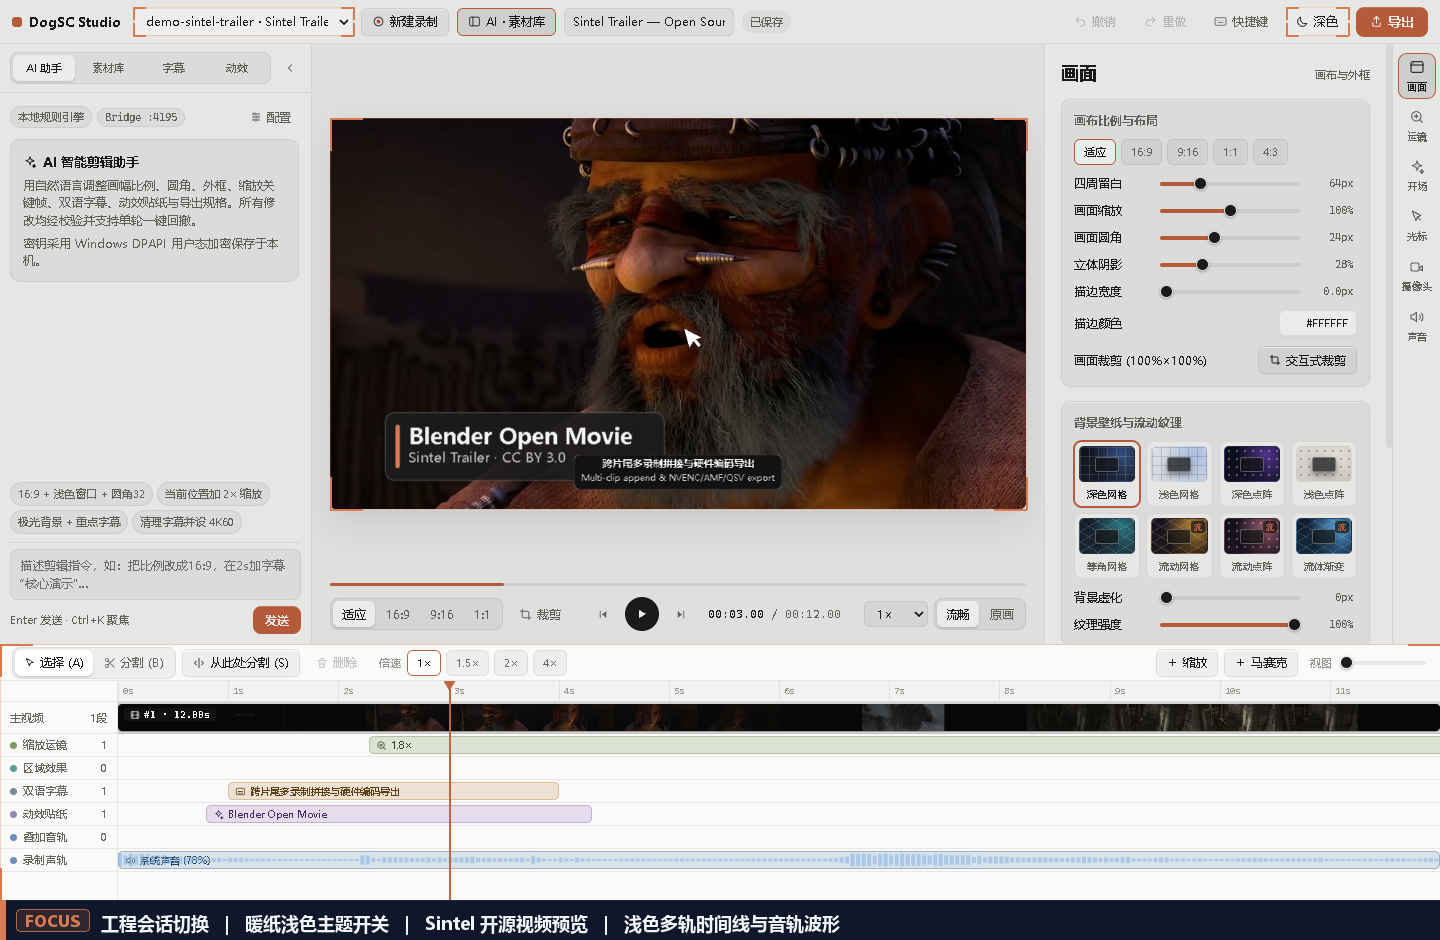 DogSC Studio
demo-sintel-trailer · Sintel Traile
新建录制
AI · 素材库
Sintel Trailer — Open Sour
已保存
撤销
重做
快捷键
深色
导出
AI 助手
素材库
字幕
动效
本地规则引擎
Bridge :4195
配置
AI 智能剪辑助手
用自然语言调整画幅比例、圆角、外框、缩放关
键帧、双语字幕、动效贴纸与导出规格。所有修
改均经校验并支持单轮一键回撤。
密钥采用 Windows DPAPI 用户态加密保存于本
机。
16:9 + 浅色窗口 + 圆角32
当前位置加 2× 缩放
极光背景 + 重点字幕
清理字幕并设 4K60
描述剪辑指令，如：把比例改成16:9，在2s加字幕
“核心演示”...
Enter 发送 · Ctrl+K 聚焦
发送
Blender Open Movie
Sintel Trailer · CC BY 3.0
跨片尾多录制拼接与硬件编码导出
Multi-clip append & NVENC/AMF/QSV export
适应
16:9
9:16
1:1
裁剪
00:03.00 / 00:12.00
1×
流畅
原画
画面
画布与外框
画布比例与布局
适应
16:9
9:16
1:1
4:3
四周留白
64px
画面缩放
100%
画面圆角
24px
立体阴影
28%
描边宽度
0.0px
描边颜色
#FFFFFF
画面裁剪 (100%×100%)
交互式裁剪
背景壁纸与流动纹理
深色网格
浅色网格
深色点阵
浅色点阵
等角网格
流
流动网格
流
流动点阵
流
流体渐变
背景虚化
0px
纹理强度
100%
画面
运镜
开场
光标
摄像头
声音
选择 (A)
分割 (B)
从此处分割 (S)
删除
倍速
1×
1.5×
2×
4×
+ 缩放
+ 马赛克
视图
0s
1s
2s
3s
4s
5s
6s
7s
8s
9s
10s
11s
主视频
1段
#1 · 12.00s
缩放运镜
1
1.8×
区域效果
0
双语字幕
1
跨片尾多录制拼接与硬件编码导出
动效贴纸
1
Blender Open Movie
叠加音轨
0
录制声轨
1
系统声音 (78%)
FOCUS
工程会话切换 | 暖纸浅色主题开关 | Sintel 开源视频预览 | 浅色多轨时间线与音轨波形